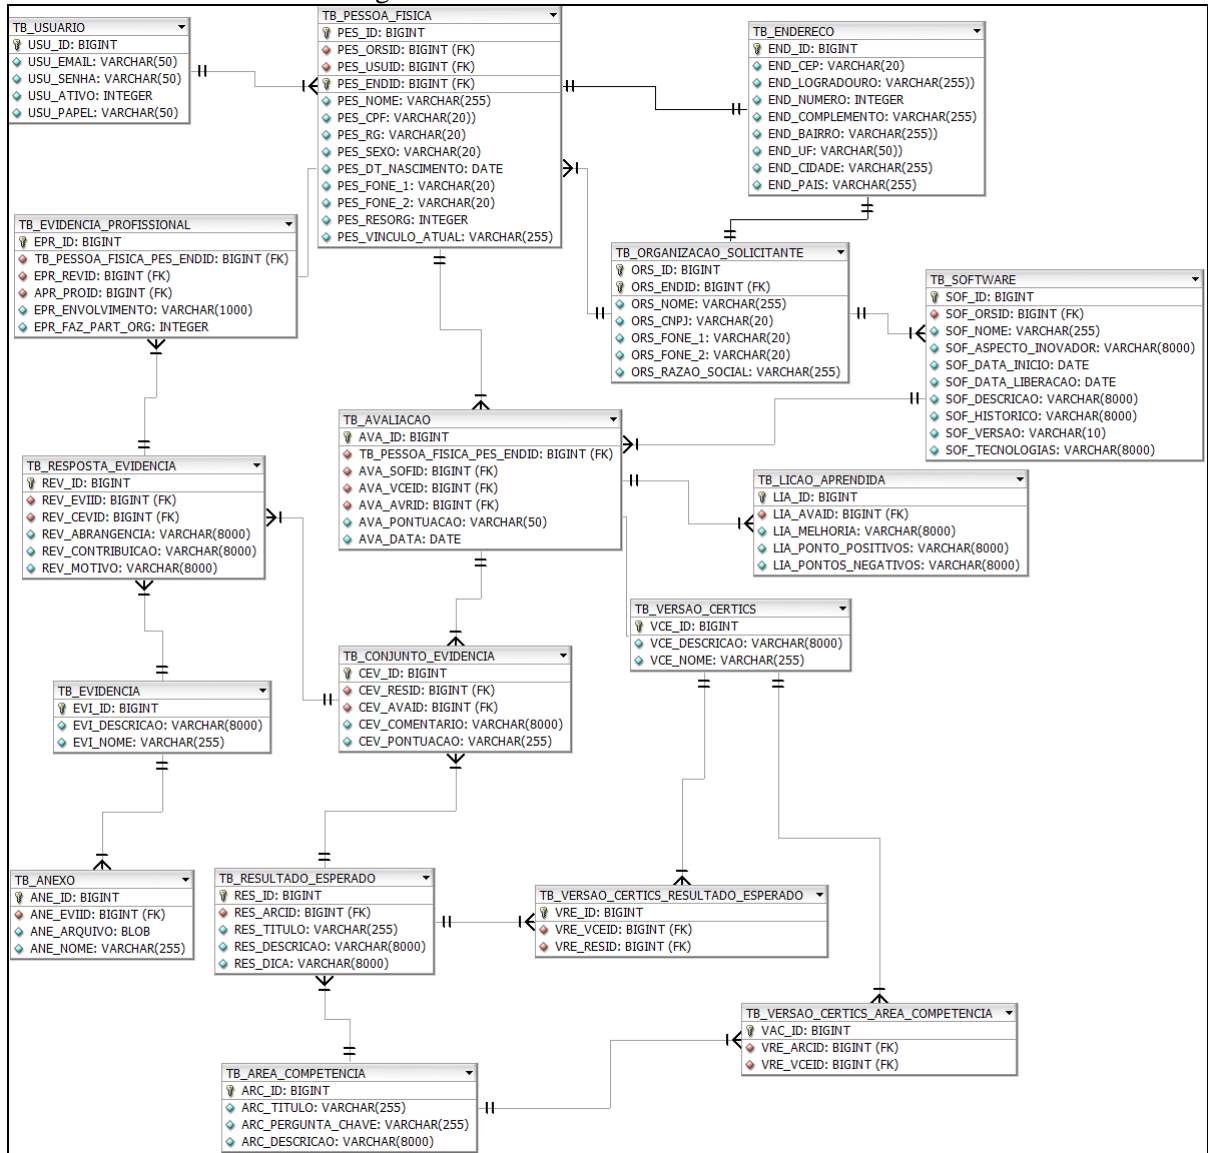 TB_USUARIO
USU_ID: BIGINT
USU_EMAIL: VARCHAR(50)
USU_SENHA: VARCHAR(50)
USU_ATIVO: INTEGER
USU_PAPEL: VARCHAR(50)
TB_PESSOA_FISICA
PES_ID: BIGINT
PES_ORSID: BIGINT (FK)
PES_USUID: BIGINT (FK)
PES_ENDID: BIGINT (FK)
PES_NOME: VARCHAR(255)
PES_CPF: VARCHAR(20))
PES_RG: VARCHAR(20)
PES_SEXO: VARCHAR(20)
PES_DT_NASCIMENTO: DATE
PES_FONE_1: VARCHAR(20)
PES_FONE_2: VARCHAR(20)
PES_RESORG: INTEGER
PES_VINCULO_ATUAL: VARCHAR(255)
TB_ENDERECO
END_ID: BIGINT
END_CEP: VARCHAR(20)
END_LOGRADOURO: VARCHAR(255))
END_NUMERO: INTEGER
END_COMPLEMENTO: VARCHAR(255)
END_BAIRRO: VARCHAR(255))
END_UF: VARCHAR(50))
END_CIDADE: VARCHAR(255)
END_PAIS: VARCHAR(255)
TB_EVIDENCIA_PROFISSIONAL
EPR_ID: BIGINT
TB_PESSOA_FISICA_PES_ENDID: BIGINT (FK)
EPR_REVID: BIGINT (FK)
APR_PROID: BIGINT (FK)
EPR_ENVOLVIMENTO: VARCHAR(1000)
EPR_FAZ_PART_ORG: INTEGER
TB_ORGANIZACAO_SOLICITANTE
ORS_ID: BIGINT
ORS_ENDID: BIGINT (FK)
ORS_NOME: VARCHAR(255)
ORS_CNPJ: VARCHAR(20)
ORS_FONE_1: VARCHAR(20)
ORS_FONE_2: VARCHAR(20)
ORS_RAZAO_SOCIAL: VARCHAR(255)
TB_SOFTWARE
SOF_ID: BIGINT
SOF_ORSID: BIGINT (FK)
SOF_NOME: VARCHAR(255)
SOF_ASPECTO_INOVADOR: VARCHAR(8000)
SOF_DATA_INICIO: DATE
SOF_DATA_LIBERACAO: DATE
SOF_DESCRICAO: VARCHAR(8000)
SOF_HISTORICO: VARCHAR(8000)
SOF_VERSAO: VARCHAR(10)
SOF_TECNOLOGIAS: VARCHAR(8000)
TB_AVALIACAO
AVA_ID: BIGINT
TB_PESSOA_FISICA_PES_ENDID: BIGINT (FK)
AVA_SOFID: BIGINT (FK)
AVA_VCEID: BIGINT (FK)
AVA_AVRID: BIGINT (FK)
AVA_PONTUACAO: VARCHAR(50)
AVA_DATA: DATE
TB_RESPOSTA_EVIDENCIA
REV_ID: BIGINT
REV_EVIID: BIGINT (FK)
REV_CEVID: BIGINT (FK)
REV_ABRANGENCIA: VARCHAR(8000)
REV_CONTRIBUICAO: VARCHAR(8000)
REV_MOTIVO: VARCHAR(8000)
TB_LICAO_APRENDIDA
LIA_ID: BIGINT
LIA_AVAID: BIGINT (FK)
LIA_MELHORIA: VARCHAR(8000)
LIA_PONTO_POSITIVOS: VARCHAR(8000)
LIA_PONTOS_NEGATIVOS: VARCHAR(8000)
TB_VERSAO_CERTICS
VCE_ID: BIGINT
VCE_DESCRICAO: VARCHAR(8000)
VCE_NOME: VARCHAR(255)
TB_CONJUNTO_EVIDENCIA
CEV_ID: BIGINT
CEV_RESID: BIGINT (FK)
CEV_AVAID: BIGINT (FK)
CEV_COMENTARIO: VARCHAR(8000)
CEV_PONTUACAO: VARCHAR(255)
TB_EVIDENCIA
EVI_ID: BIGINT
EVI_DESCRICAO: VARCHAR(8000)
EVI_NOME: VARCHAR(255)
TB_ANEXO
ANE_ID: BIGINT
ANE_EVIID: BIGINT (FK)
ANE_ARQUIVO: BLOB
ANE_NOME: VARCHAR(255)
TB_RESULTADO_ESPERADO
RES_ID: BIGINT
RES_ARCID: BIGINT (FK)
RES_TITULO: VARCHAR(255)
RES_DESCRICAO: VARCHAR(8000)
RES_DICA: VARCHAR(8000)
TB_VERSAO_CERTICS_RESULTADO_ESPERADO
VRE_ID: BIGINT
VRE_VCEID: BIGINT (FK)
VRE_RESID: BIGINT (FK)
TB_VERSAO_CERTICS_AREA_COMPETENCIA
VAC_ID: BIGINT
VRE_ARCID: BIGINT (FK)
VRE_VCEID: BIGINT (FK)
TB_AREA_COMPETENCIA
ARC_ID: BIGINT
ARC_TITULO: VARCHAR(255)
ARC_PERGUNTA_CHAVE: VARCHAR(255)
ARC_DESCRICAO: VARCHAR(8000)